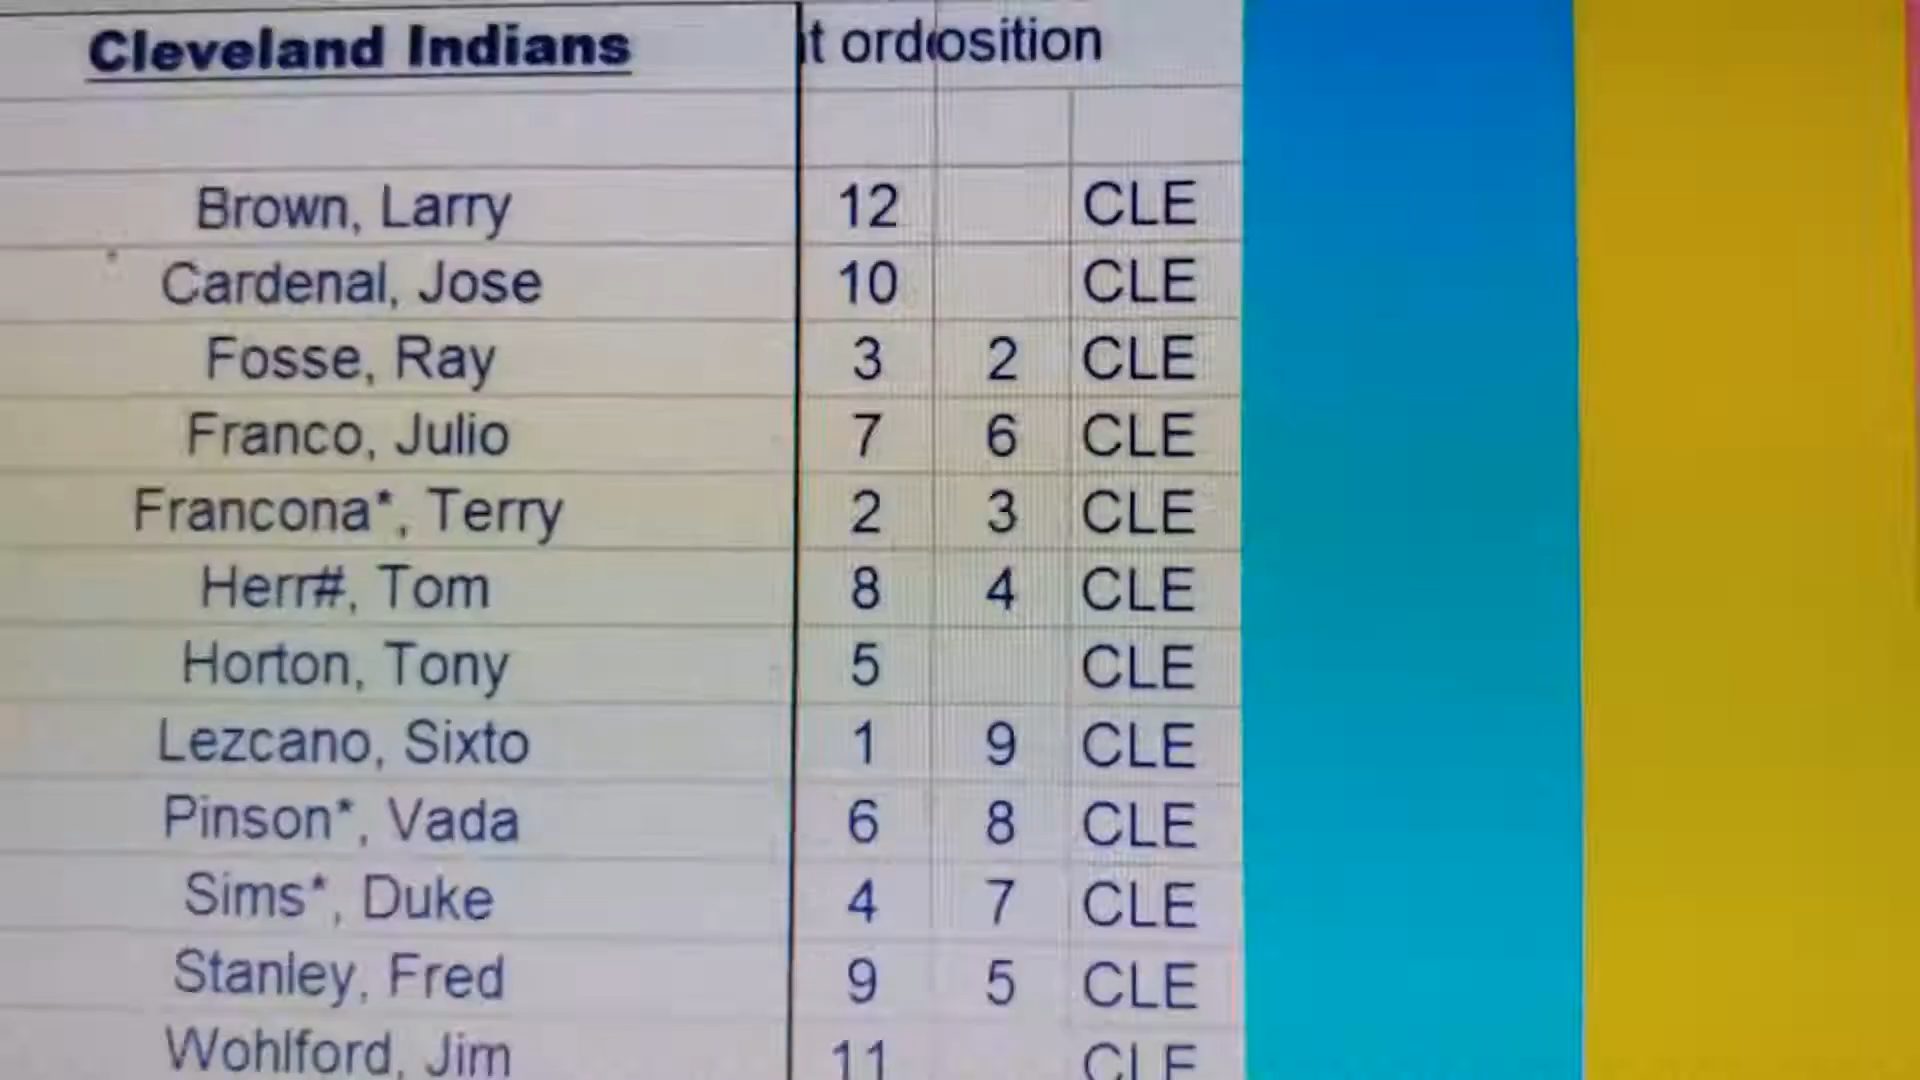 Cleveland Indians t ord osition
Brown, Larry 12 CLE
Cardenal, Jose 10 CLE
Fosse, Ray 3 2 CLE
Franco, Julio 7 6 CLE
Francona*, Terry 2 3 CLE
Herr#, Tom 8 4 CLE
Horton, Tony 5 CLE
Lezcano, Sixto 1 9 CLE
Pinson*, Vada 6 8 CLE
Sims*, Duke 4 7 CLE
Stanley, Fred 9 5 CLE
Wohlford, Jim 11 CLE